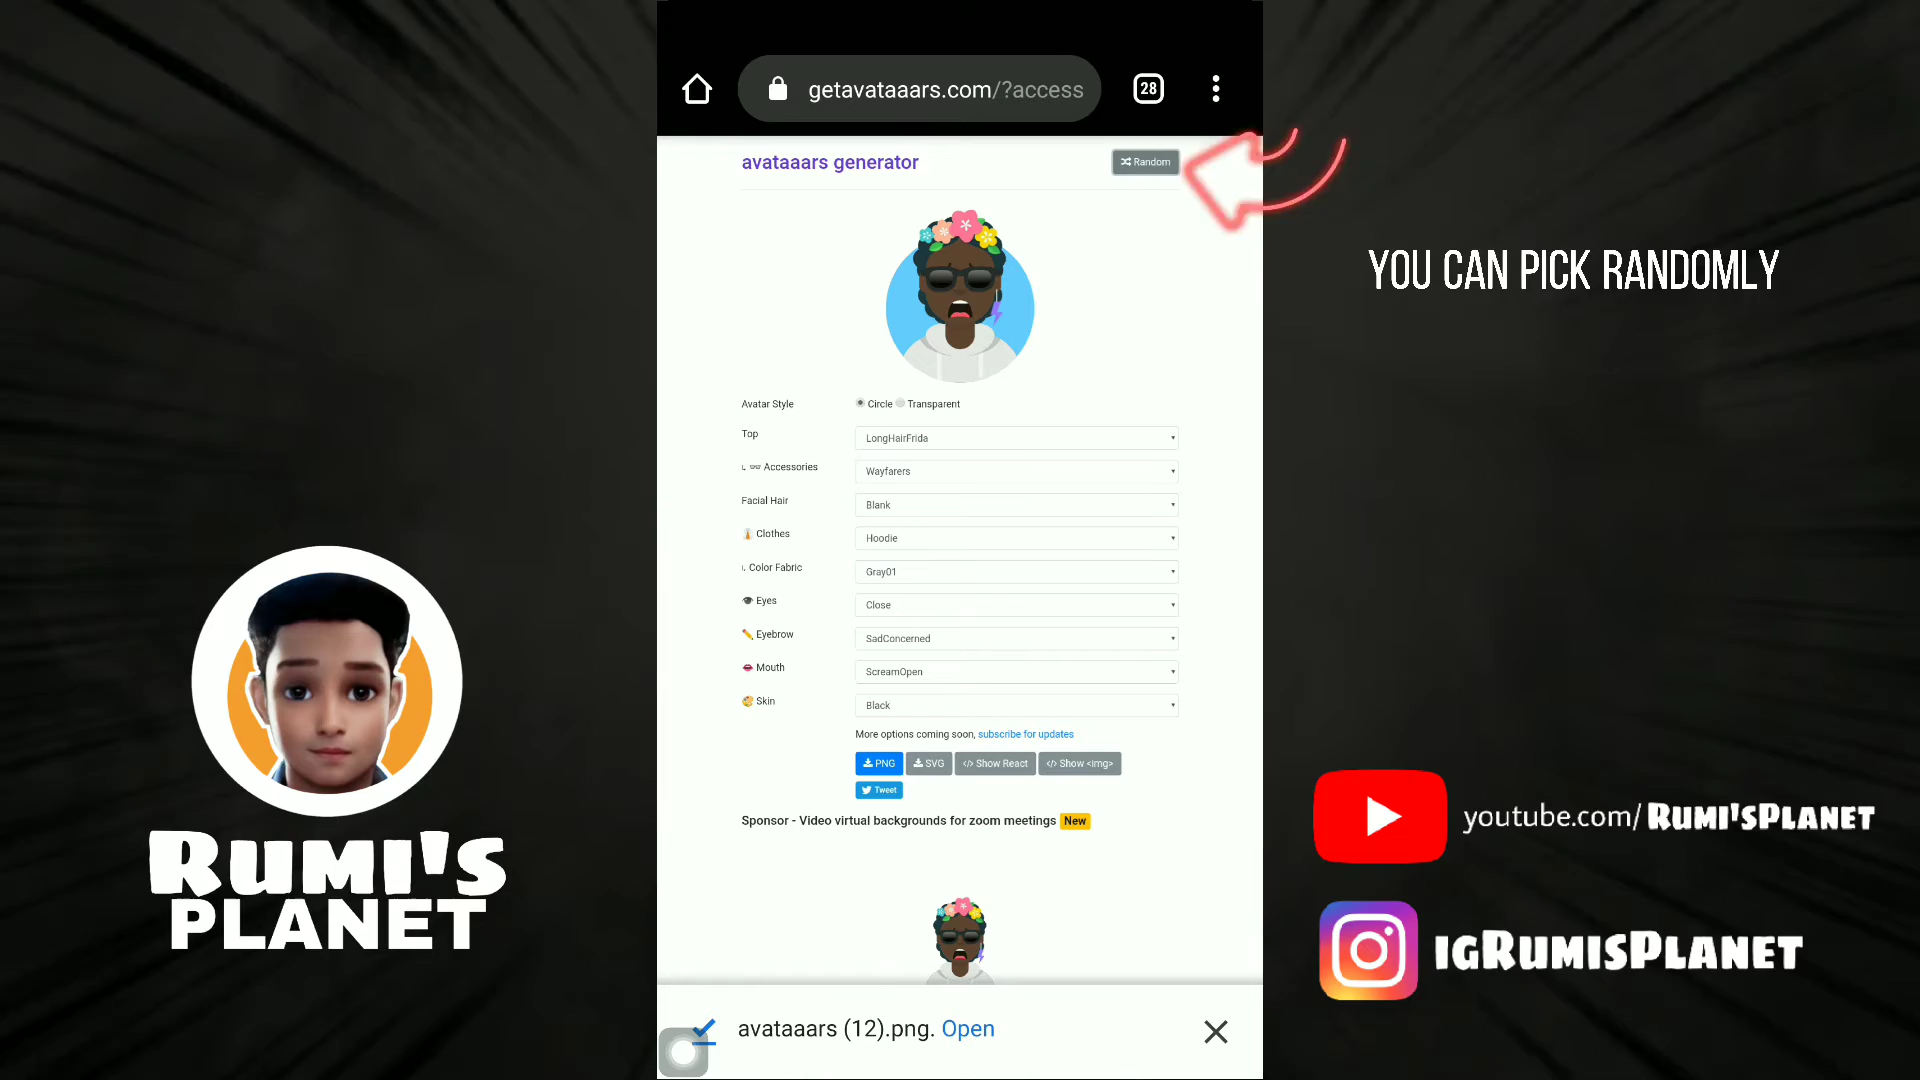 getavataaars.com/?access
28
avataaars generator
Random
YOU CAN PICK RANDOMLY
Avatar Style
Circle
Transparent
Top
LongHairFrida
Accessories
Wayfarers
Facial Hair
Blank
Clothes
Hoodie
Color Fabric
Gray01
Eyes
Close
Eyebrow
SadConcerned
Mouth
ScreamOpen
Skin
Black
More options coming soon, subscribe for updates
PNG
SVG
</> Show React
</> Show <img>
Tweet
Sponsor - Video virtual backgrounds for zoom meetings New
avataaars (12).png. Open
RUMI'S
PLANET
youtube.com/RUMI'SPLANET
IGRUMISPLANET